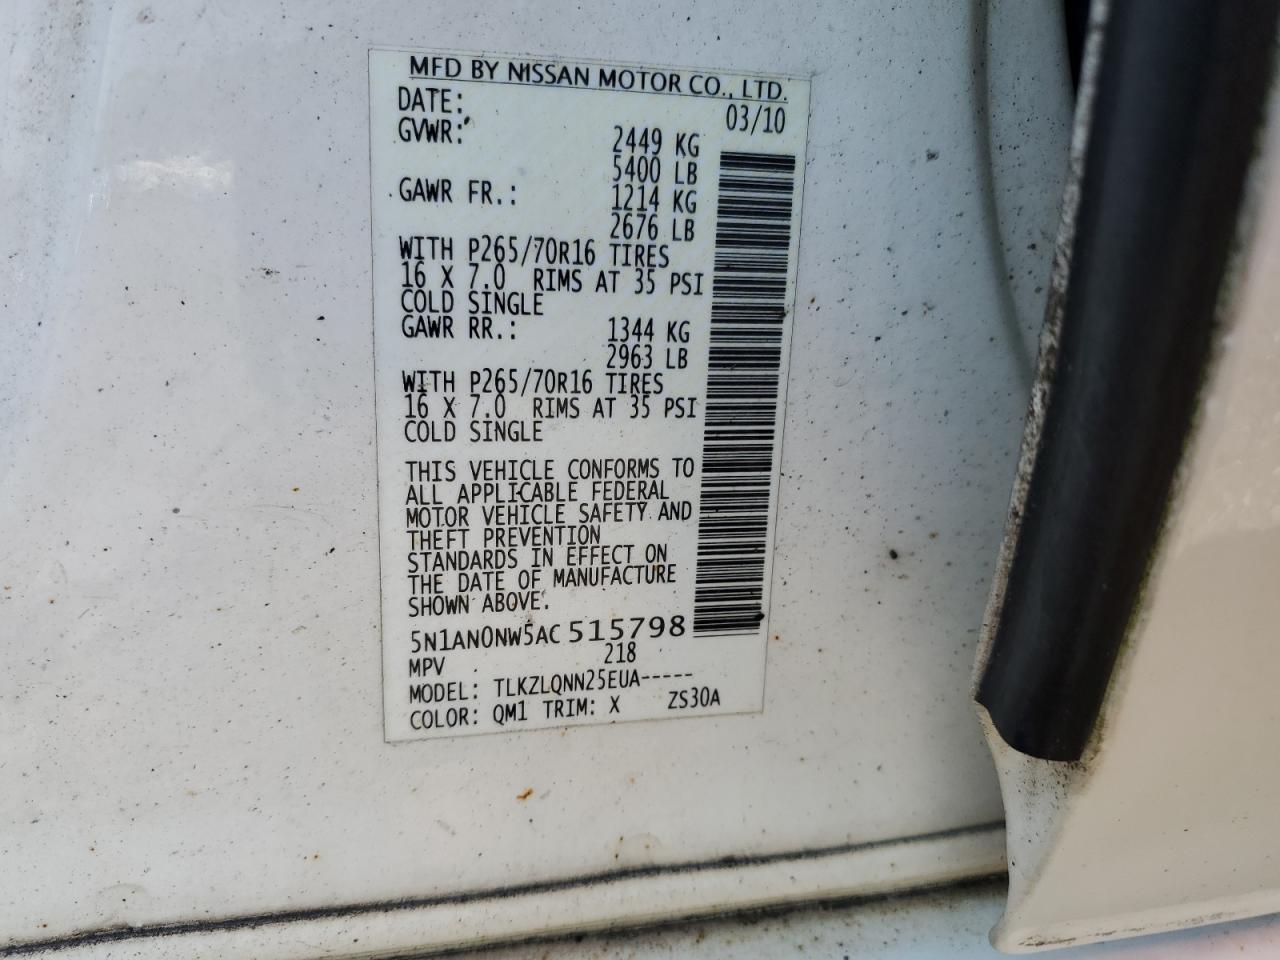 MFD BY NISSAN MOTOR CO., LTD.
DATE: 03/10
GVWR: 2449 KG
5400 LB
GAWR FR.: 1214 KG
2676 LB
WITH P265/70R16 TIRES
16 X 7.0 RIMS AT 35 PSI
COLD SINGLE
GAWR RR.: 1344 KG
2963 LB
WITH P265/70R16 TIRES
16 X 7.0 RIMS AT 35 PSI
COLD SINGLE
THIS VEHICLE CONFORMS TO
ALL APPLICABLE FEDERAL
MOTOR VEHICLE SAFETY AND
THEFT PREVENTION
STANDARDS IN EFFECT ON
THE DATE OF MANUFACTURE
SHOWN ABOVE.
5N1AN0NW5AC515798
MPV 218
MODEL: TLKZLQNN25EUA-----
COLOR: QM1 TRIM: X ZS30A